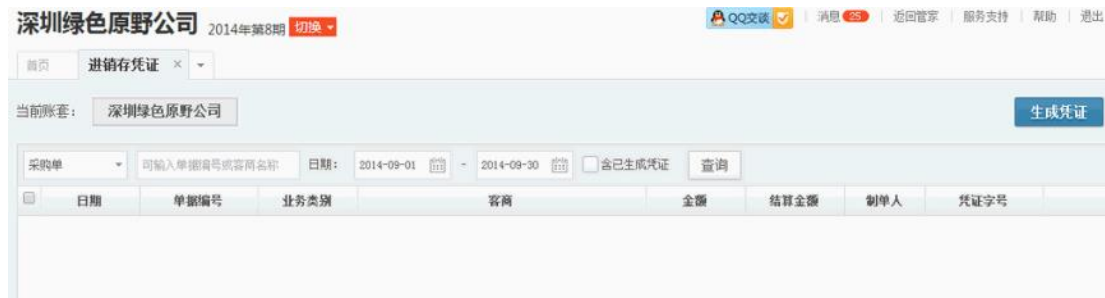 深圳绿色原野公司 2014年第8期 切换 QQ交谈 消息 25 返回管家 服务支持 帮助 退出
首页 进销存凭证 ×
当前账套： 深圳绿色原野公司 生成凭证
采购单 可输入单据编号或客商名称 日期： 2014-09-01 - 2014-09-30 含已生成凭证 查询
日期 单据编号 业务类别 客商 金额 结算金额 制单人 凭证字号